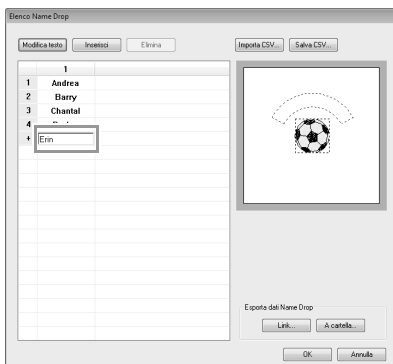 Elenco Name Drop
Modifica testo Inserisci Elimina Importa CSV... Salva CSV...
1
1 Andrea
2 Barry
3 Chantal
4
+ Erin
Esporta dati Name Drop
Link... A cartella...
OK Annulla